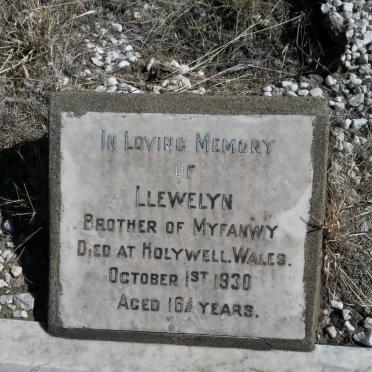 IN LOVING MEMORY
OF
LLEWELYN
BROTHER OF MYFANWY
DIED AT HOLYWELL. WALES.
OCTOBER 1ST 1930
AGED 16½ YEARS.